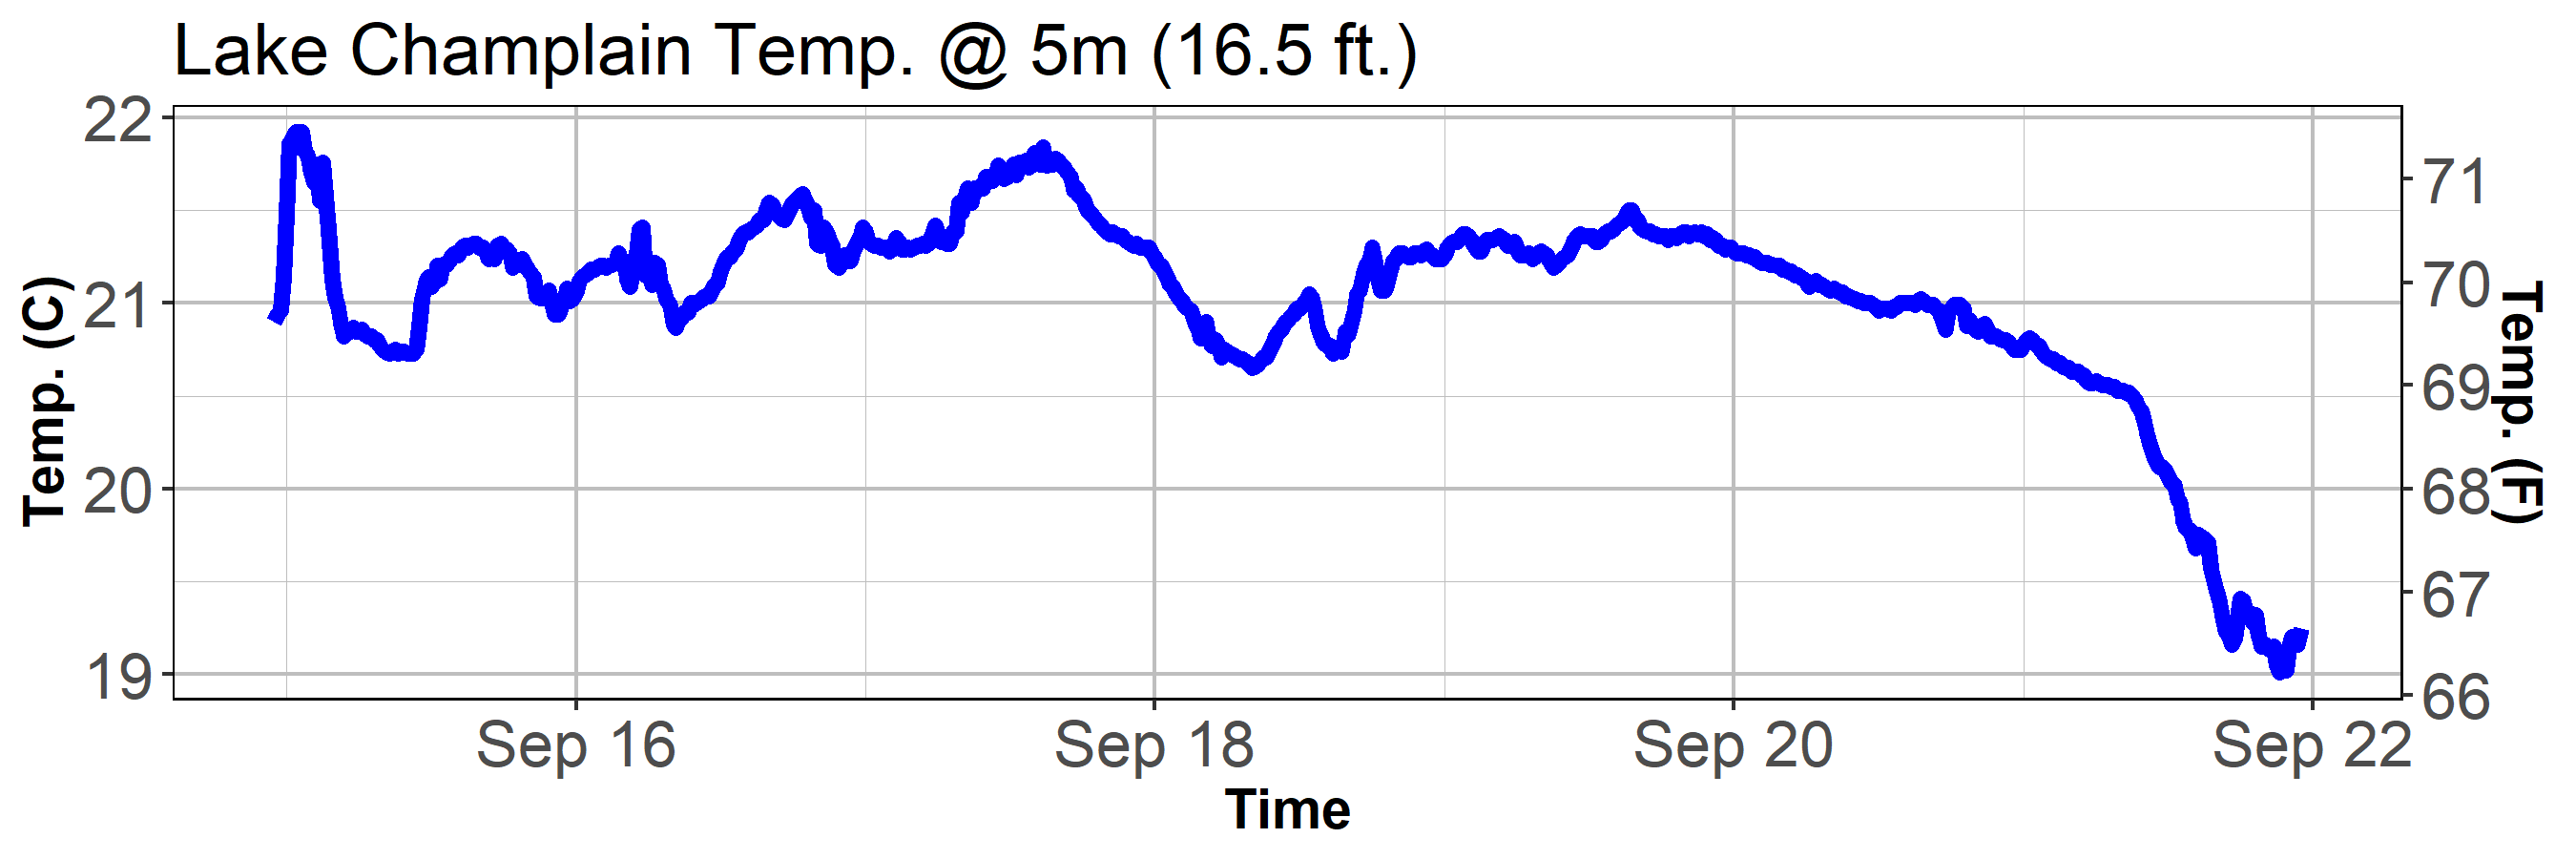 Lake Champlain Temp. @ 5m (16.5 ft.)
Temp. (C)
22
21
20
19
71
70
69
68
67
66
Temp. (F)
Sep 16
Sep 18
Sep 20
Sep 22
Time